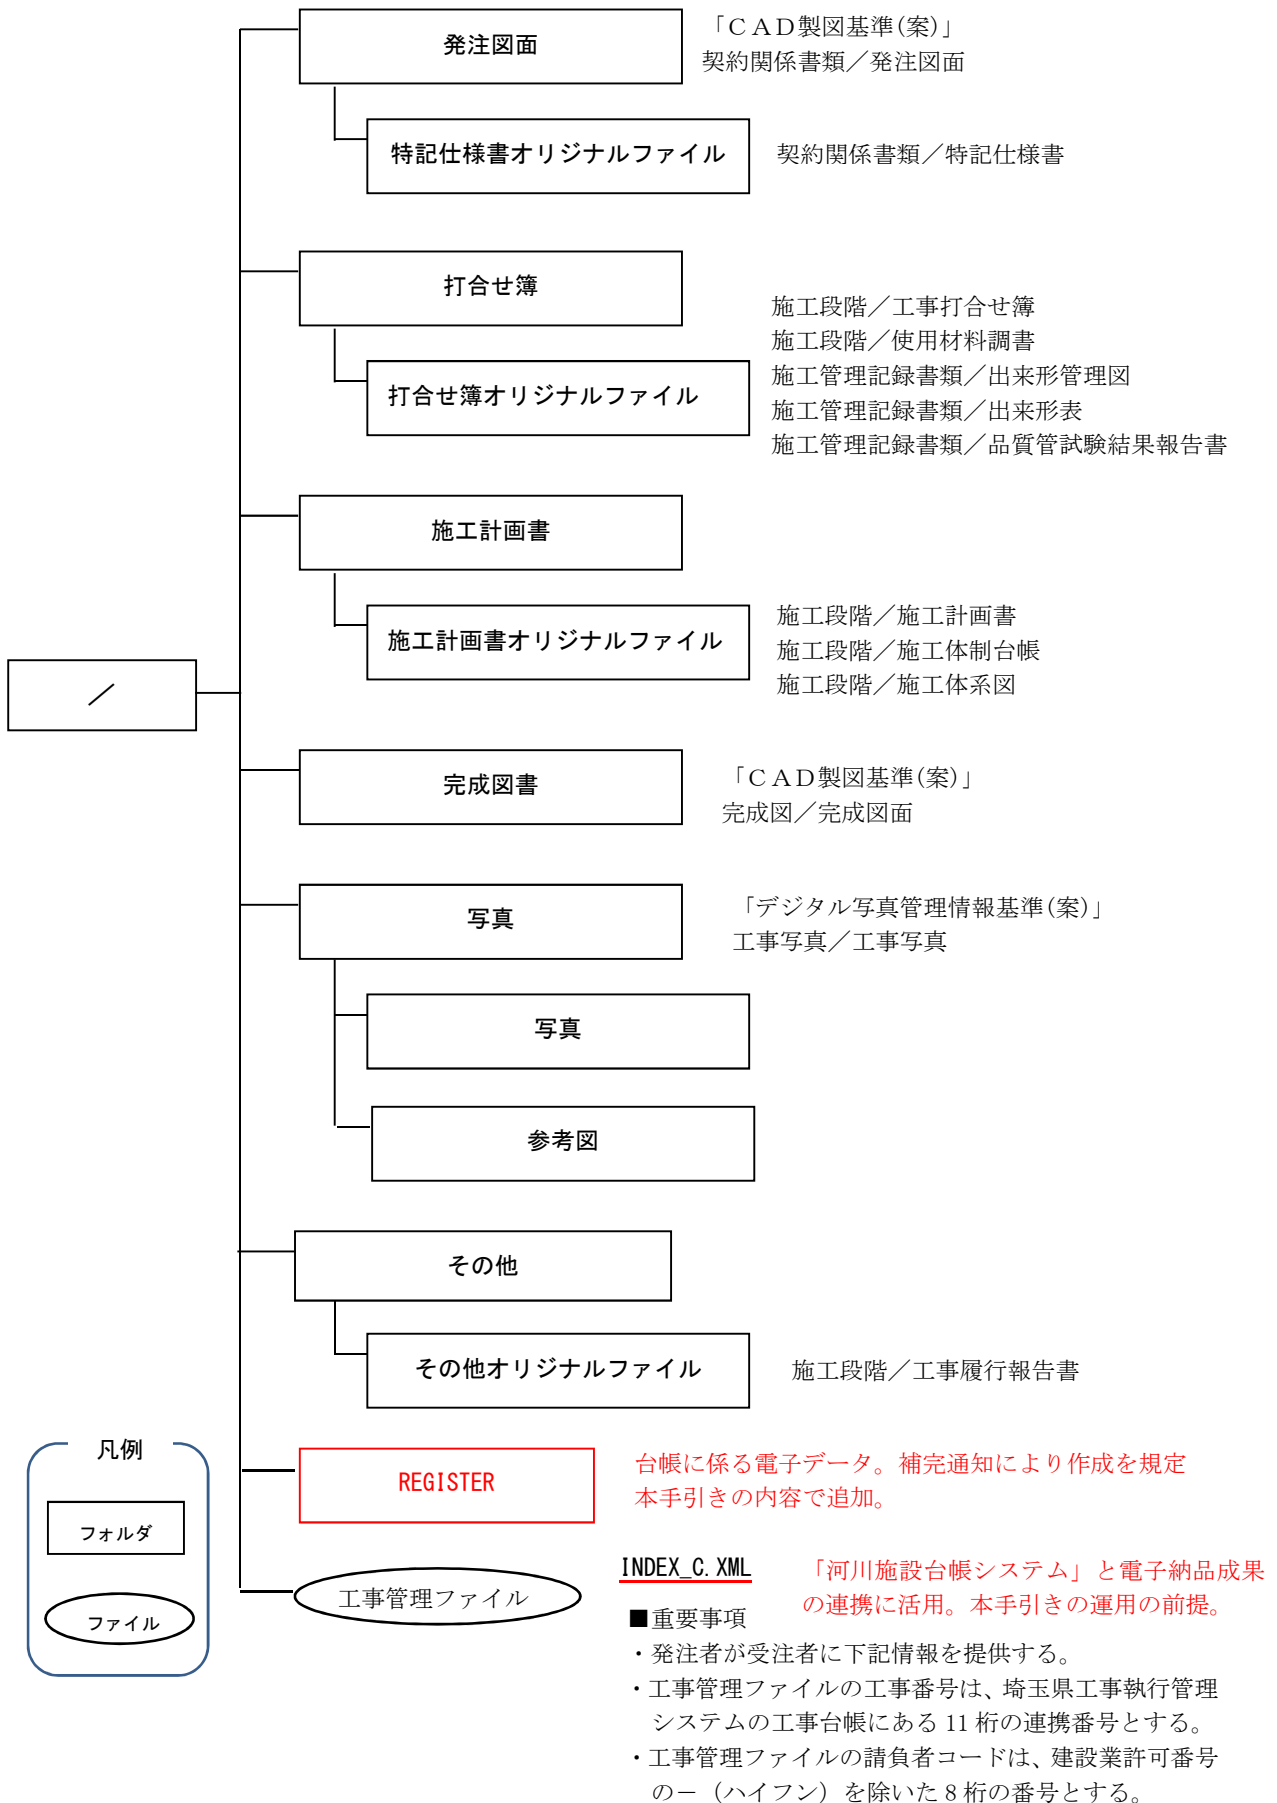 発注図面
「ＣＡＤ製図基準(案)」
契約関係書類／発注図面
特記仕様書オリジナルファイル
契約関係書類／特記仕様書
打合せ簿
打合せ簿オリジナルファイル
施工段階／工事打合せ簿
施工段階／使用材料調書
施工管理記録書類／出来形管理図
施工管理記録書類／出来形表
施工管理記録書類／品質管試験結果報告書
施工計画書
施工計画書オリジナルファイル
施工段階／施工計画書
施工段階／施工体制台帳
施工段階／施工体系図
／
完成図書
「ＣＡＤ製図基準(案)」
完成図／完成図面
写真
「デジタル写真管理情報基準(案)」
工事写真／工事写真
写真
参考図
その他
その他オリジナルファイル
施工段階／工事履行報告書
凡例
フォルダ
ファイル
REGISTER
台帳に係る電子データ。補完通知により作成を規定
本手引きの内容で追加。
工事管理ファイル
INDEX_C.XML
「河川施設台帳システム」と電子納品成果
の連携に活用。本手引きの運用の前提。
■重要事項
・発注者が受注者に下記情報を提供する。
・工事管理ファイルの工事番号は、埼玉県工事執行管理
システムの工事台帳にある 11 桁の連携番号とする。
・工事管理ファイルの請負者コードは、建設業許可番号
の－（ハイフン）を除いた 8 桁の番号とする。